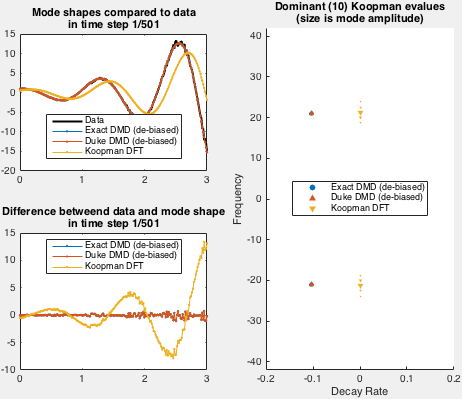 Mode shapes compared to data
in time step 1/501
15
10
5
0
-5
-10
-15
-20
Data
Exact DMD (de-biased)
Duke DMD (de-biased)
Koopman DFT
0
1
2
3
Difference betweend data and mode shape
in time step 1/501
15
10
5
0
-5
-10
Exact DMD (de-biased)
Duke DMD (de-biased)
Koopman DFT
0
1
2
3
Dominant (10) Koopman evalues
(size is mode amplitude)
40
30
20
10
0
-10
-20
-30
-40
Frequency
Exact DMD (de-biased)
Duke DMD (de-biased)
Koopman DFT
-0.2
-0.1
0
0.1
0.2
Decay Rate